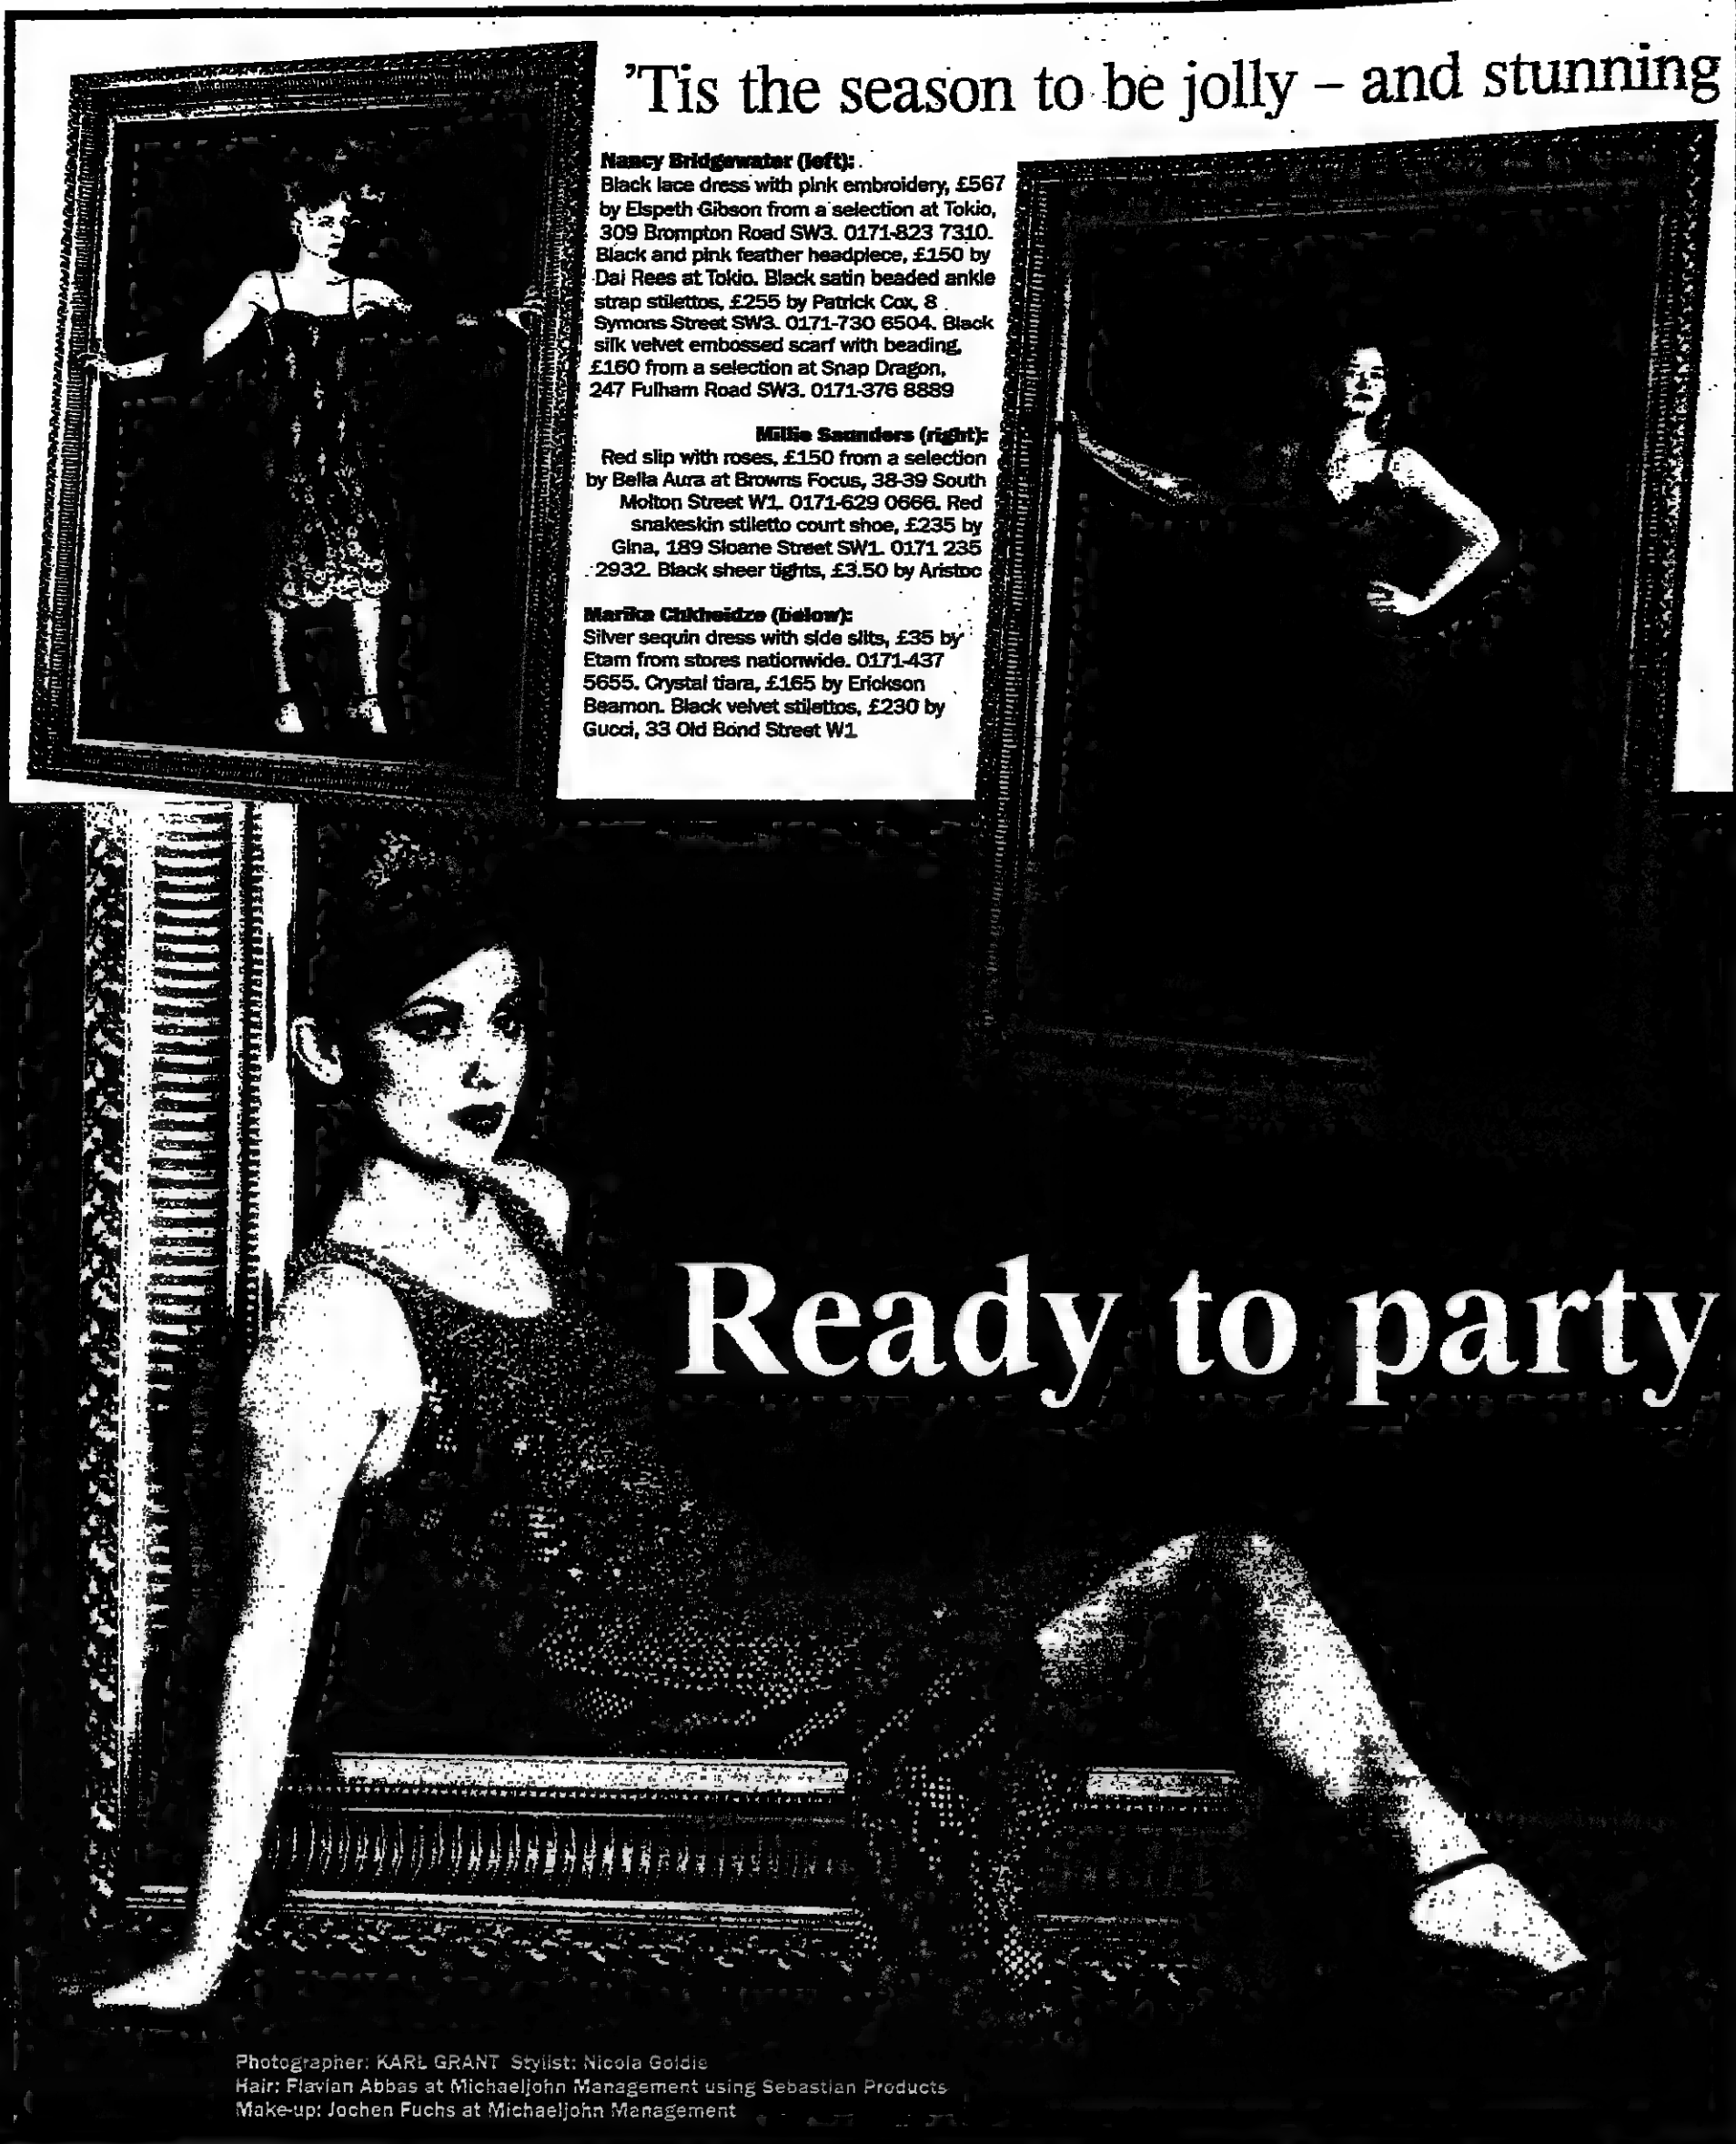 'Tis the season to be jolly – and stunning
Nancy Bridgewater (left):
Black lace dress with pink embroidery, £567
by Elspeth Gibson from a selection at Tokio,
309 Brompton Road SW3. 0171-823 7310.
Black and pink feather headpiece, £150 by
Dai Rees at Tokio. Black satin beaded ankle
strap stilettos, £255 by Patrick Cox, 8
Symons Street SW3. 0171-730 6504. Black
silk velvet embossed scarf with beading,
£160 from a selection at Snap Dragon,
247 Fulham Road SW3. 0171-376 8889
Millie Saunders (right):
Red slip with roses, £150 from a selection
by Bella Aura at Browns Focus, 38-39 South
Molton Street W1. 0171-629 0666. Red
snakeskin stiletto court shoe, £235 by
Gina, 189 Sloane Street SW1. 0171 235
2932. Black sheer tights, £3.50 by Aristoc
Marika Chkheidze (below):
Silver sequin dress with side slits, £35 by
Etam from stores nationwide. 0171-437
5655. Crystal tiara, £165 by Erickson
Beamon. Black velvet stilettos, £230 by
Gucci, 33 Old Bond Street W1
Ready to party
Photographer: KARL GRANT Stylist: Nicola Goldie
Hair: Flavian Abbas at Michaeljohn Management using Sebastian Products
Make-up: Jochen Fuchs at Michaeljohn Management